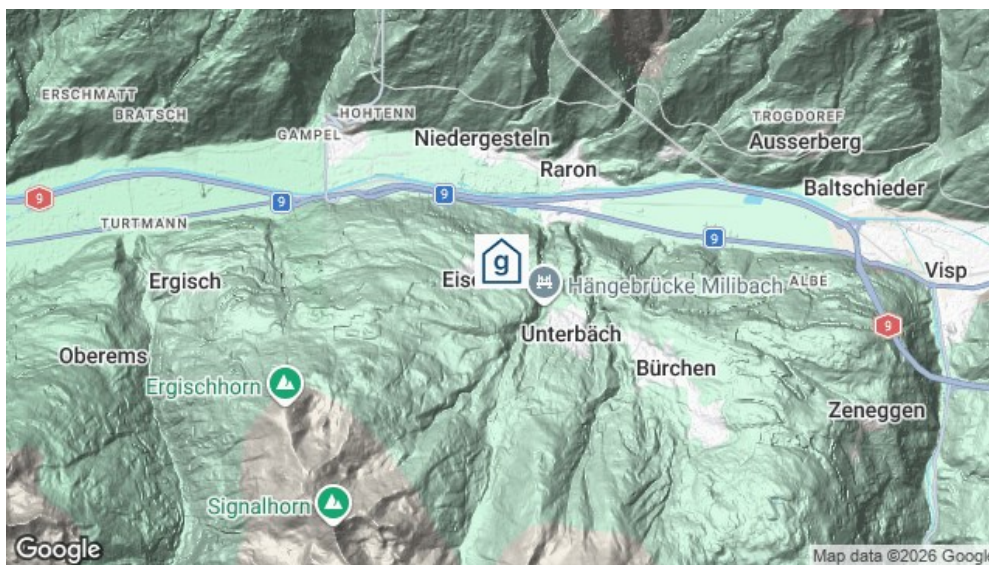 ERSCHMATT
BRATSCH
HOHTENN
GAMPEL
Niedergesteln
TROGDOREF
Ausserberg
Raron
Baltschieder
9
9
9
TURTMANN
9
g
Ergisch
Eis
Hängebrücke Milibach
ALBE
Visp
9
Unterbäch
Oberems
Bürchen
Ergischhorn
Zeneggen
Signalhorn
Google
Map data ©2026 Google